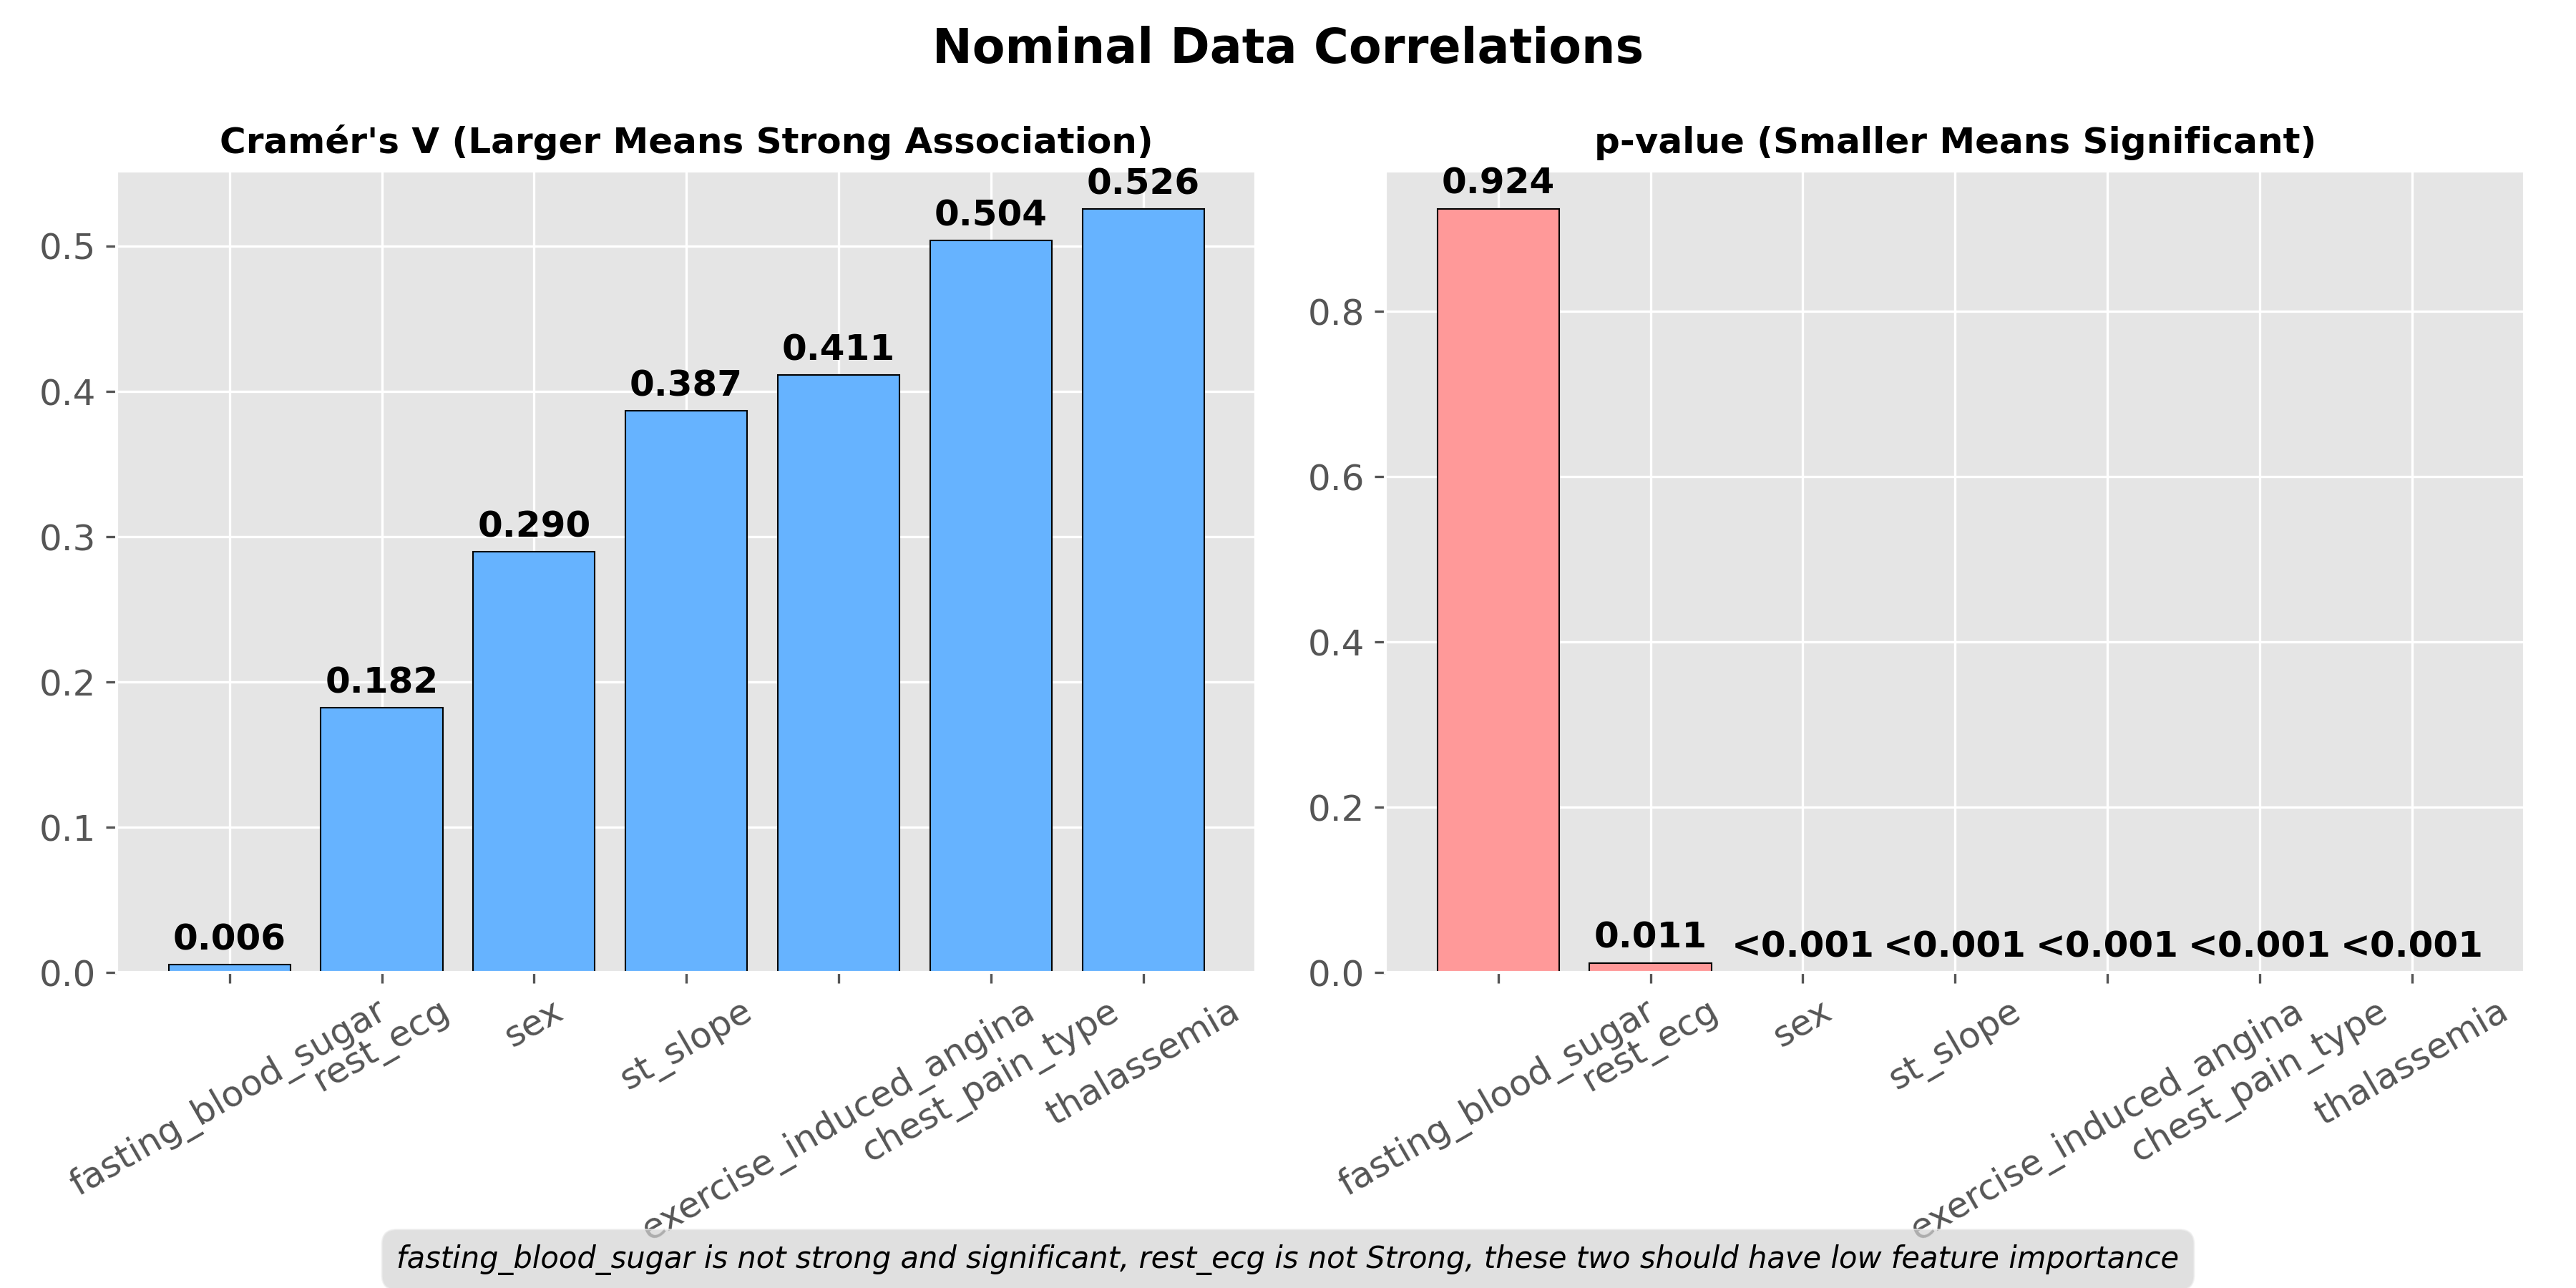 Nominal Data Correlations
Cramér's V (Larger Means Strong Association)
0.5
0.4
0.3
0.2
0.1
0.0
0.006
0.182
0.290
0.387
0.411
0.504
0.526
fasting_blood_sugar
rest_ecg
sex
st_slope
exercise_induced_angina
chest_pain_type
thalassemia
p-value (Smaller Means Significant)
0.8
0.6
0.4
0.2
0.0
0.924
0.011
<0.001
<0.001
<0.001
<0.001
<0.001
fasting_blood_sugar
rest_ecg
sex
st_slope
exercise_induced_angina
chest_pain_type
thalassemia
fasting_blood_sugar is not strong and significant, rest_ecg is not Strong, these two should have low feature importance